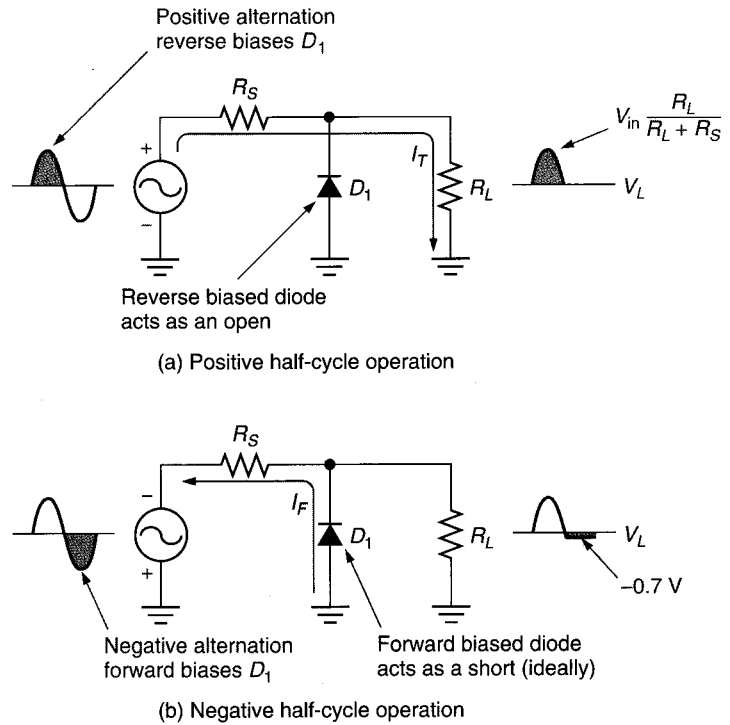 Positive alternation
reverse biases D1
RS
Vin RL / RL + RS
+
IT
D1
RL
VL
−
Reverse biased diode
acts as an open
(a) Positive half-cycle operation
RS
−
IF
D1
RL
VL
+
−0.7 V
Negative alternation
forward biases D1
Forward biased diode
acts as a short (ideally)
(b) Negative half-cycle operation